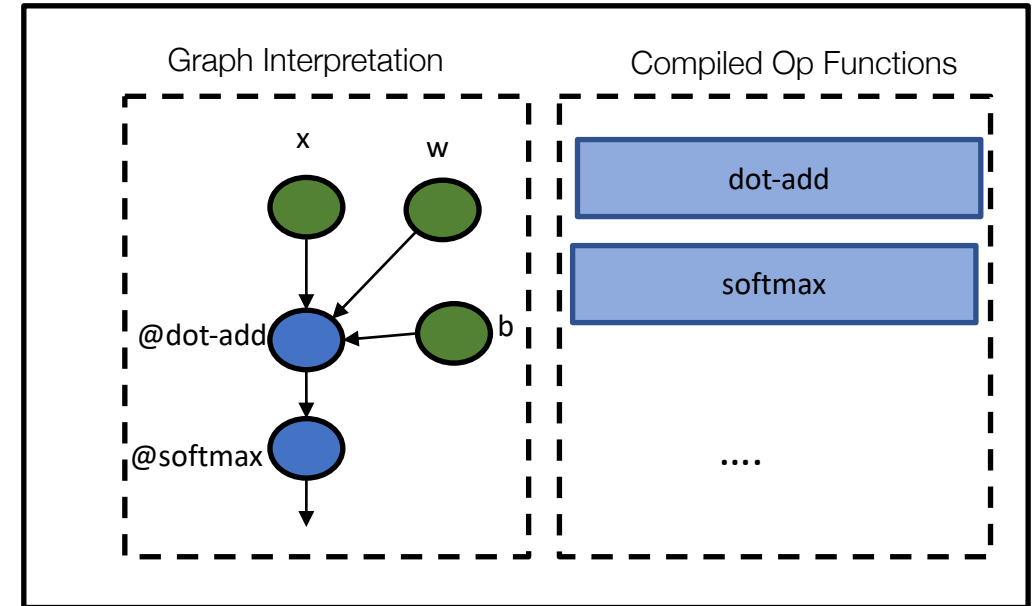 Graph Interpretation
x
w
@dot-add
b
@softmax
Compiled Op Functions
dot-add
softmax
....